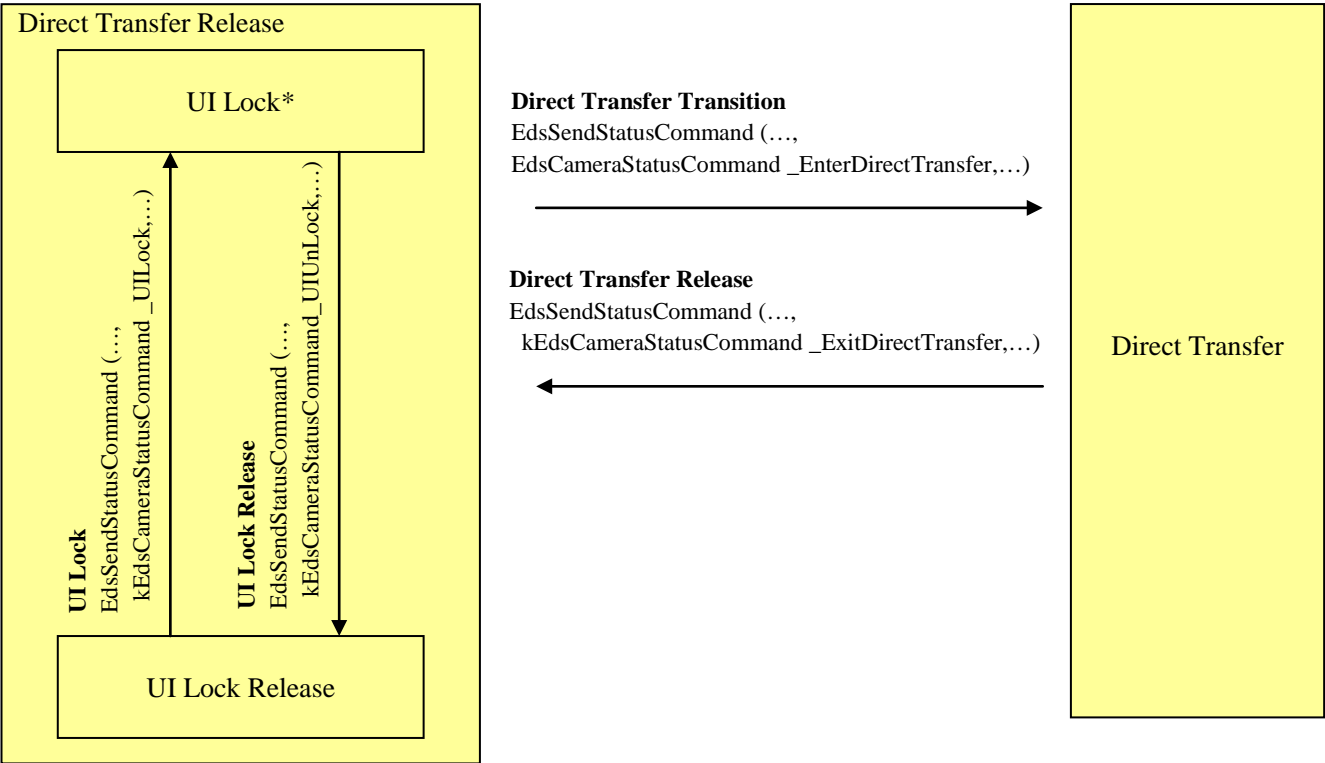 Direct Transfer Release
UI Lock*
UI Lock
EdsSendStatusCommand (…,
kEdsCameraStatusCommand _UILock,…)
UI Lock Release
EdsSendStatusCommand (…,
kEdsCameraStatusCommand_UIUnLock,…)
UI Lock Release
Direct Transfer Transition
EdsSendStatusCommand (…,
EdsCameraStatusCommand _EnterDirectTransfer,…)
Direct Transfer Release
EdsSendStatusCommand (…,
kEdsCameraStatusCommand _ExitDirectTransfer,…)
Direct Transfer